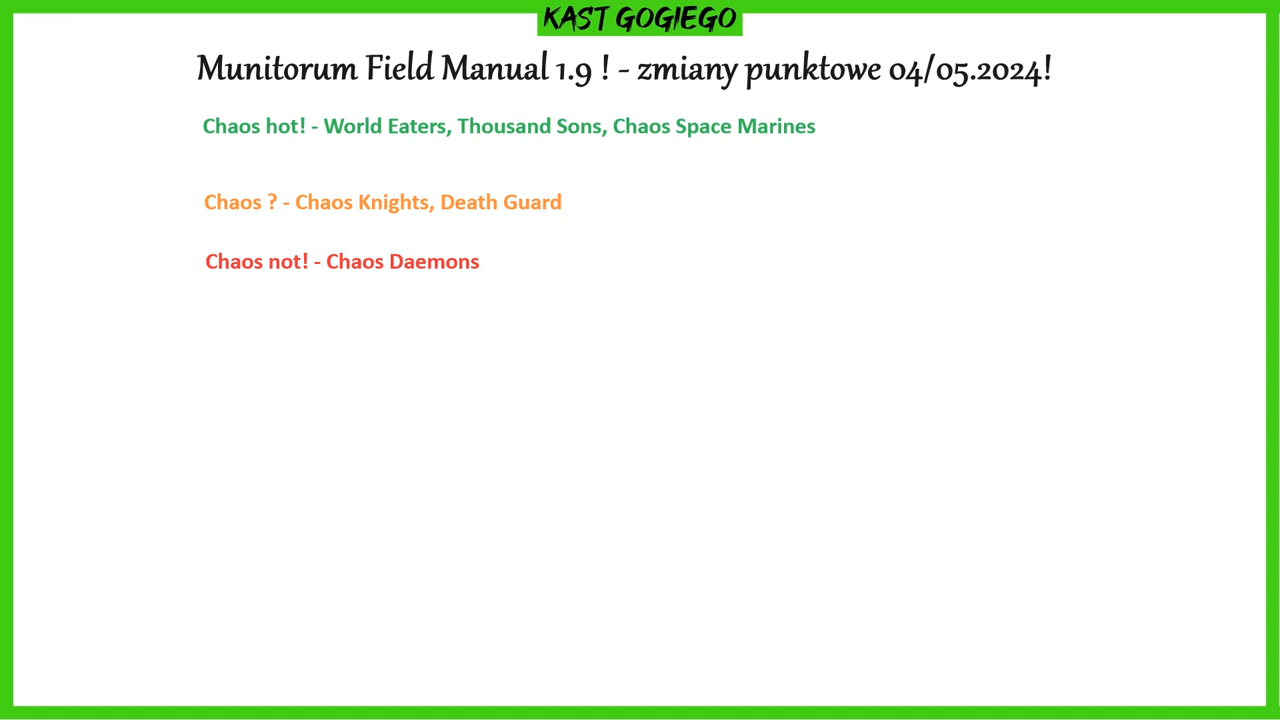 KAST GOGIEGO
Munitorum Field Manual 1.9 ! - zmiany punktowe 04/05.2024!
Chaos hot! - World Eaters, Thousand Sons, Chaos Space Marines
Chaos ? - Chaos Knights, Death Guard
Chaos not! - Chaos Daemons